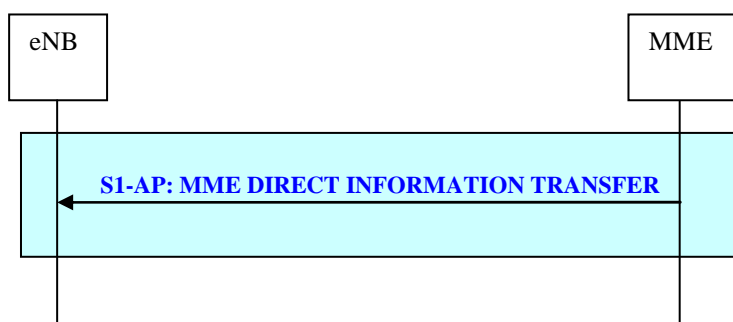 eNB
MME
S1-AP: MME DIRECT INFORMATION TRANSFER